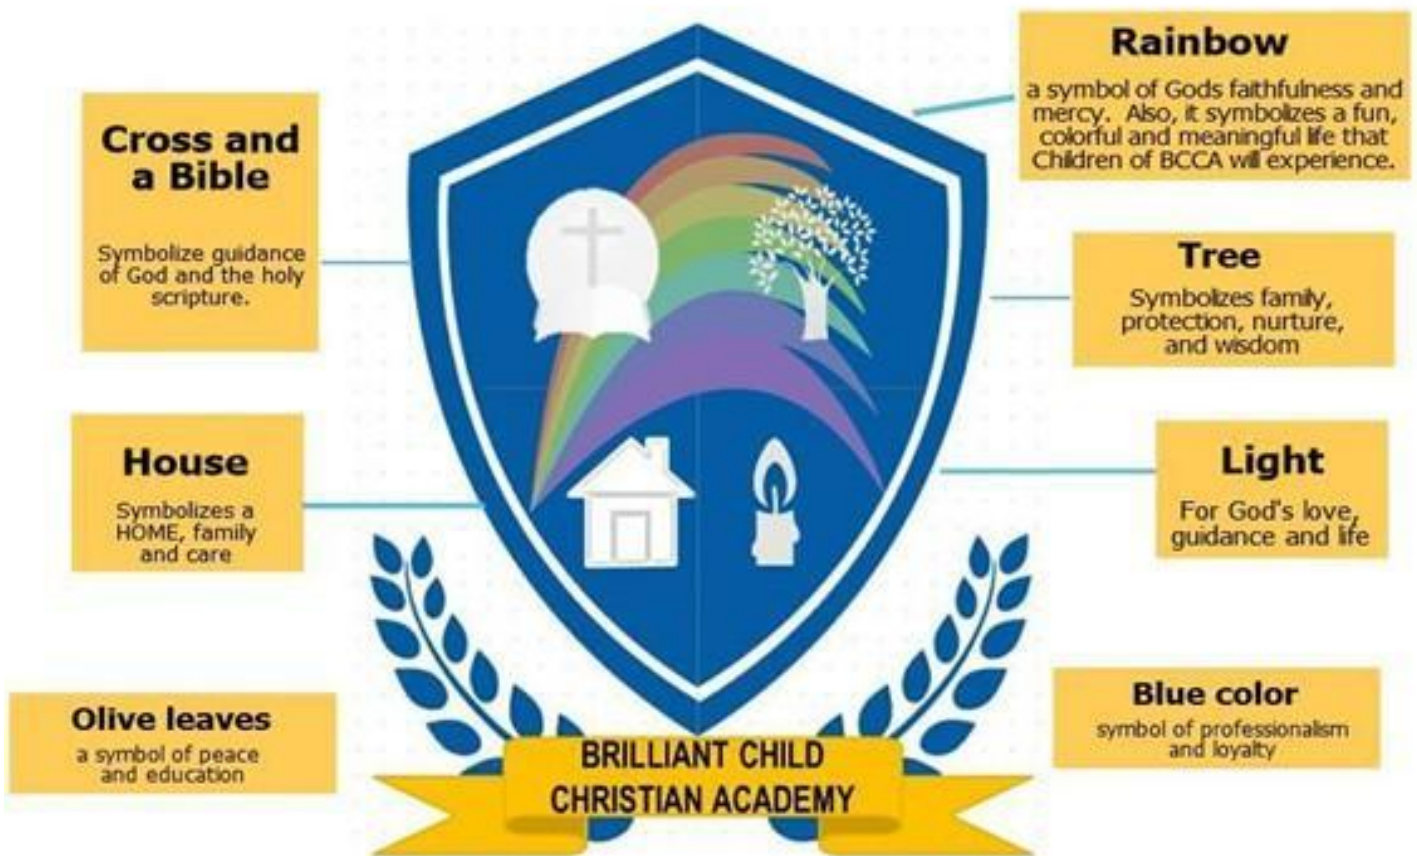 Rainbow
a symbol of Gods faithfulness and
mercy. Also, it symbolizes a fun,
colorful and meaningful life that
Children of BCCA will experience.
Cross and
a Bible
Symbolize guidance
of God and the holy
scripture.
Tree
Symbolizes family,
protection, nurture,
and wisdom
House
Symbolizes a
HOME, family
and care
Light
For God's love,
guidance and life
Olive leaves
a symbol of peace
and education
Blue color
symbol of professionalism
and loyalty
BRILLIANT CHILD
CHRISTIAN ACADEMY